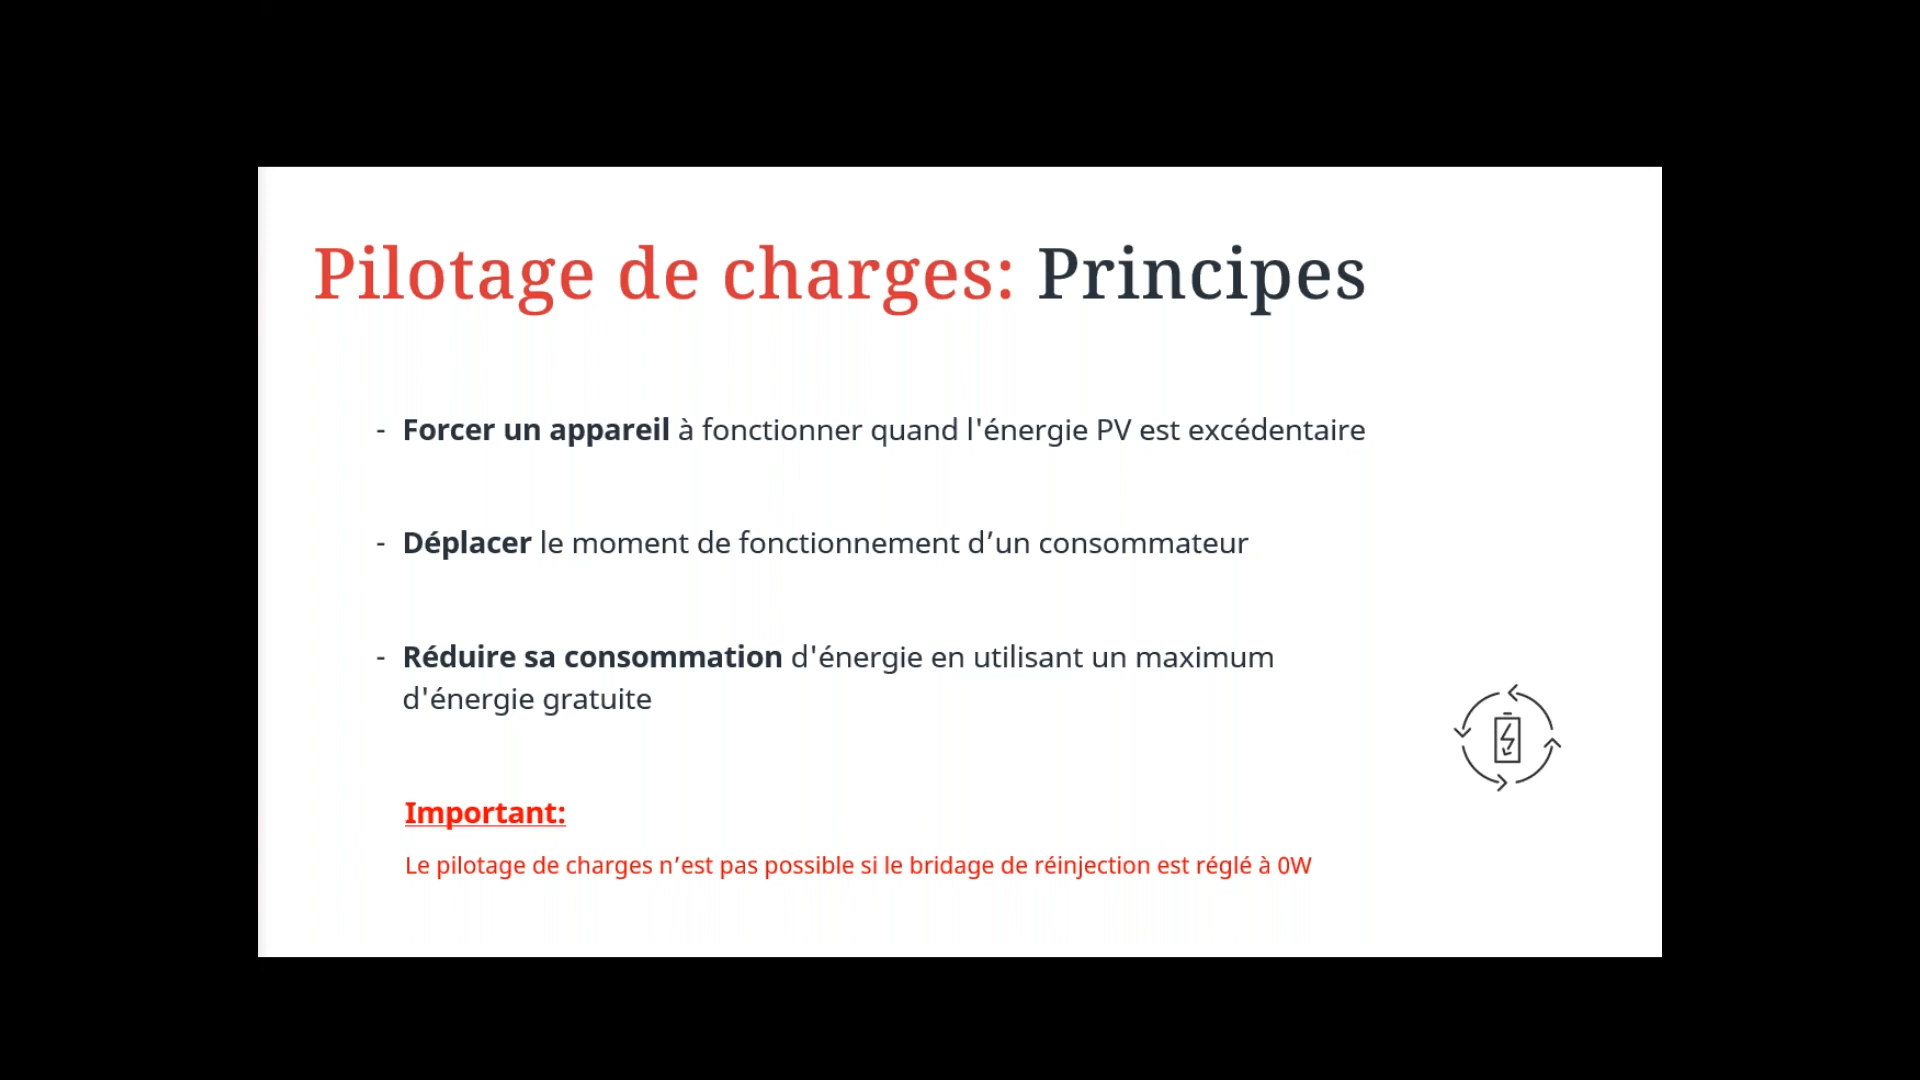 Pilotage de charges: Principes
- Forcer un appareil à fonctionner quand l'énergie PV est excédentaire
- Déplacer le moment de fonctionnement d’un consommateur
- Réduire sa consommation d'énergie en utilisant un maximum
d'énergie gratuite
Important:
Le pilotage de charges n’est pas possible si le bridage de réinjection est réglé à 0W